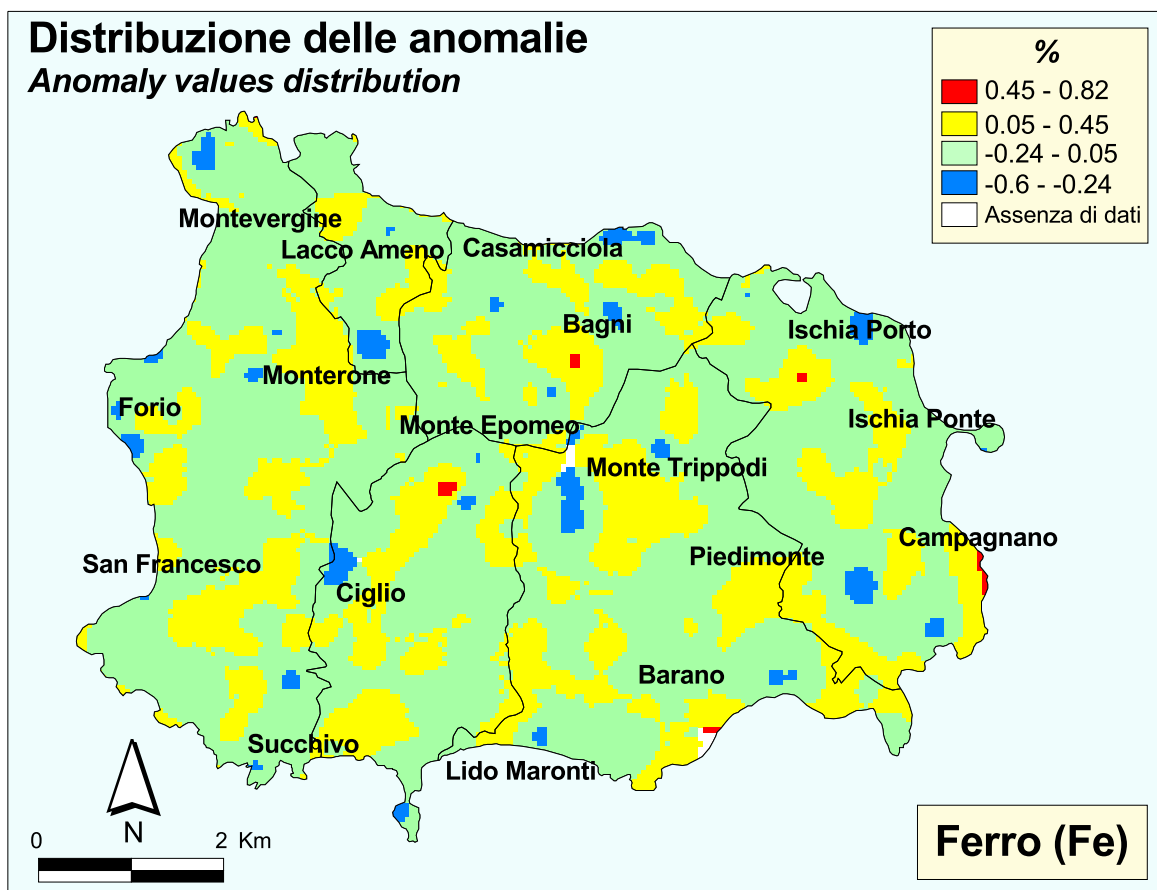 Distribuzione delle anomalie
Anomaly values distribution
%
0.45 - 0.82
0.05 - 0.45
-0.24 - 0.05
-0.6 - -0.24
Assenza di dati
Montevergine
Lacco Ameno
Casamicciola
Bagni
Ischia Porto
Monterone
Forio
Monte Epomeo
Ischia Ponte
Monte Trippodi
Campagnano
San Francesco
Piedimonte
Ciglio
Barano
Succhivo
Lido Maronti
N
0 2 Km
Ferro (Fe)